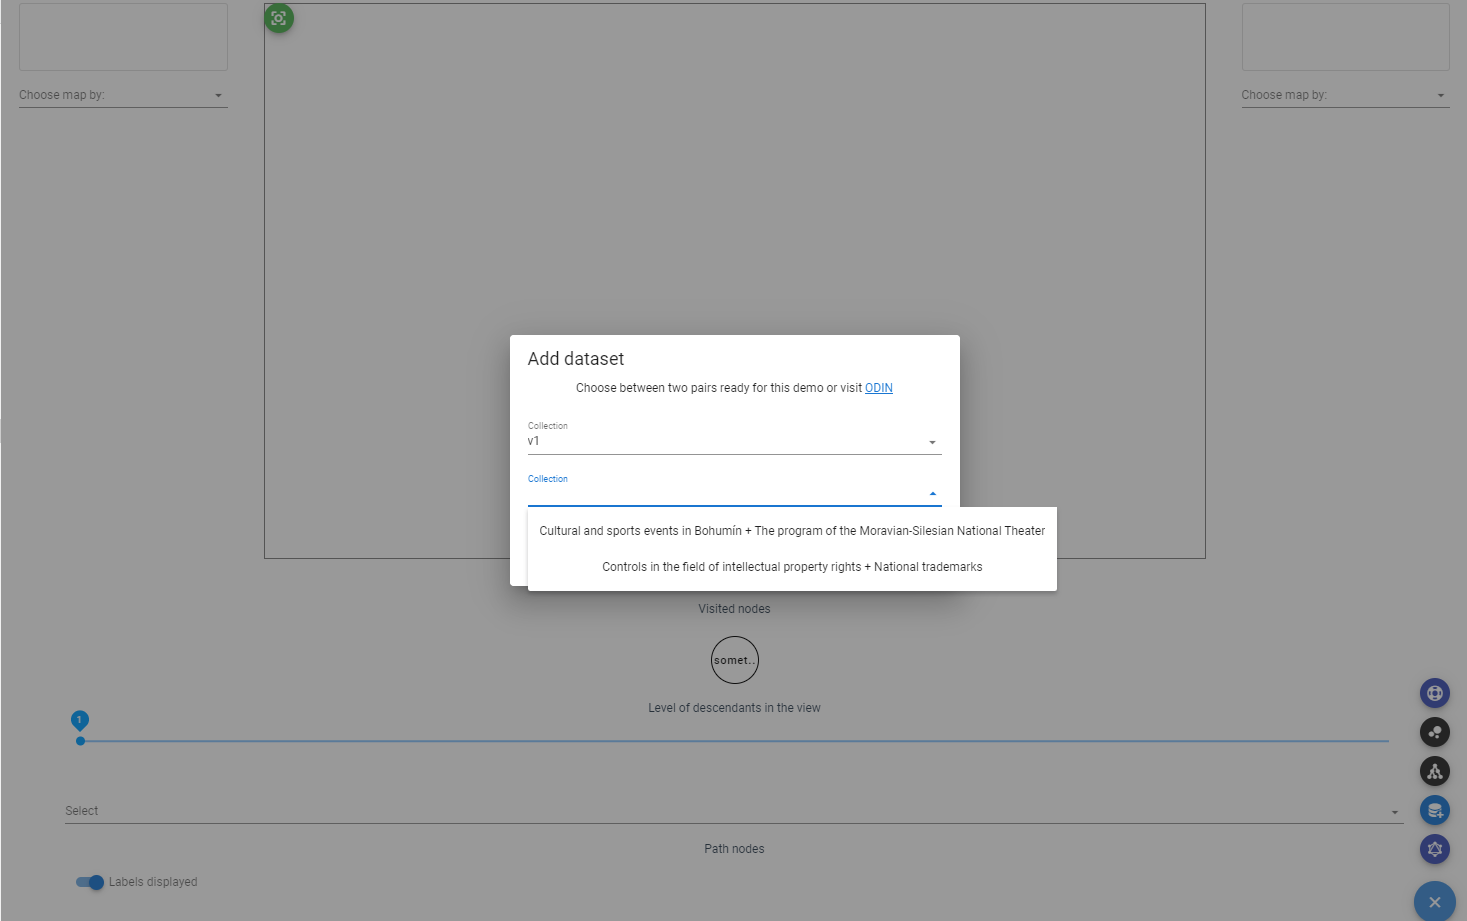 Choose map by:
Choose map by:
Add dataset
Choose between two pairs ready for this demo or visit ODIN
Collection
v1
Collection
Cultural and sports events in Bohumín + The program of the Moravian-Silesian National Theater
Controls in the field of intellectual property rights + National trademarks
Visited nodes
somet..
Level of descendants in the view
1
Select
Path nodes
Labels displayed